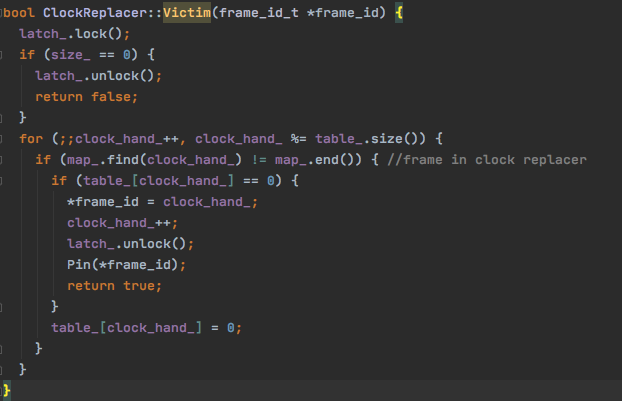 bool ClockReplacer::Victim(frame_id_t *frame_id) {
  latch_.lock();
  if (size_ == 0) {
    latch_.unlock();
    return false;
  }
  for (;;clock_hand_++, clock_hand_ %= table_.size()) {
    if (map_.find(clock_hand_) != map_.end()) { //frame in clock replacer
      if (table_[clock_hand_] == 0) {
        *frame_id = clock_hand_;
        clock_hand_++;
        latch_.unlock();
        Pin(*frame_id);
        return true;
      }
      table_[clock_hand_] = 0;
    }
  }
}